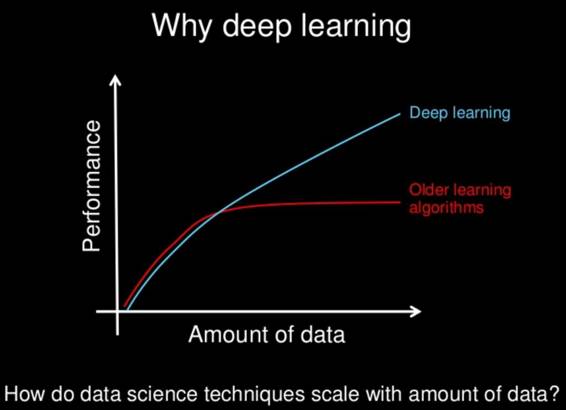 Why deep learning
Performance
Deep learning
Older learning
algorithms
Amount of data
How do data science techniques scale with amount of data?